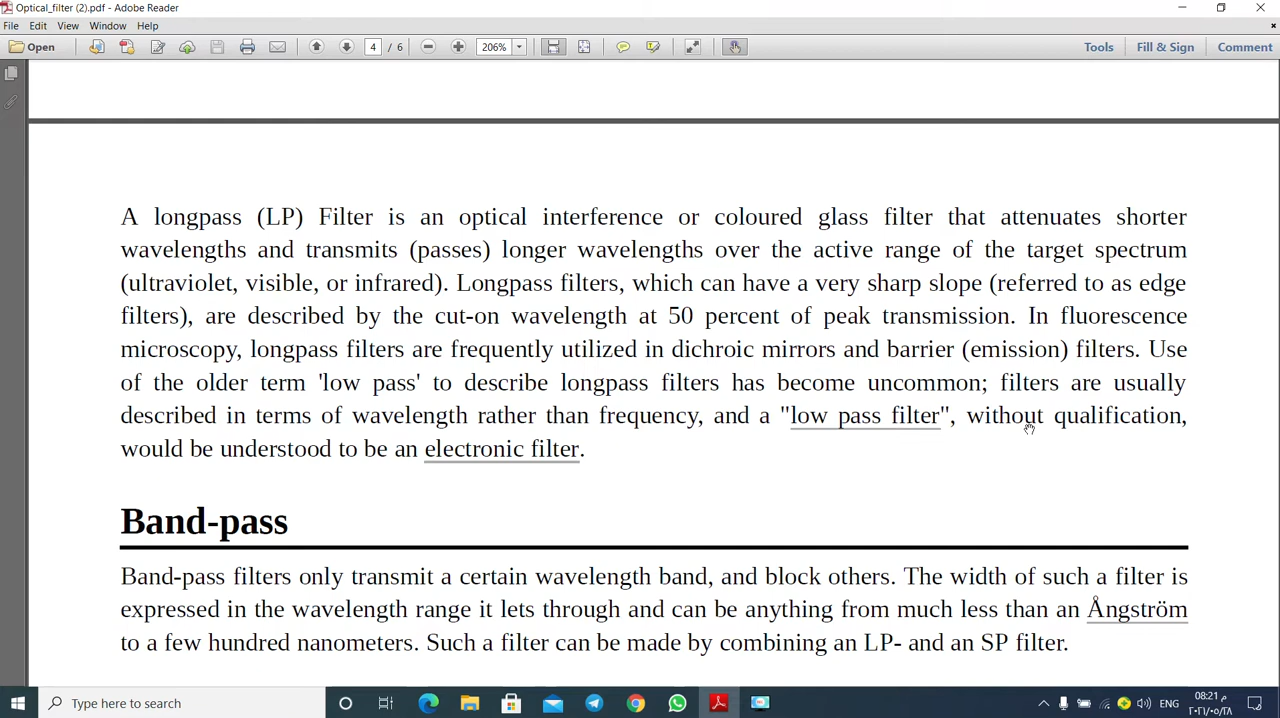 Optical_filter (2).pdf - Adobe Reader
File Edit View Window Help
Open 4 / 6 206% Tools Fill & Sign Comment
A longpass (LP) Filter is an optical interference or coloured glass filter that attenuates shorter
wavelengths and transmits (passes) longer wavelengths over the active range of the target spectrum
(ultraviolet, visible, or infrared). Longpass filters, which can have a very sharp slope (referred to as edge
filters), are described by the cut-on wavelength at 50 percent of peak transmission. In fluorescence
microscopy, longpass filters are frequently utilized in dichroic mirrors and barrier (emission) filters. Use
of the older term 'low pass' to describe longpass filters has become uncommon; filters are usually
described in terms of wavelength rather than frequency, and a "low pass filter", without qualification,
would be understood to be an electronic filter.
Band-pass
Band-pass filters only transmit a certain wavelength band, and block others. The width of such a filter is
expressed in the wavelength range it lets through and can be anything from much less than an Ångström
to a few hundred nanometers. Such a filter can be made by combining an LP- and an SP filter.
Type here to search ENG 08:21 م
٢٠٢١/٠٥/٢٨